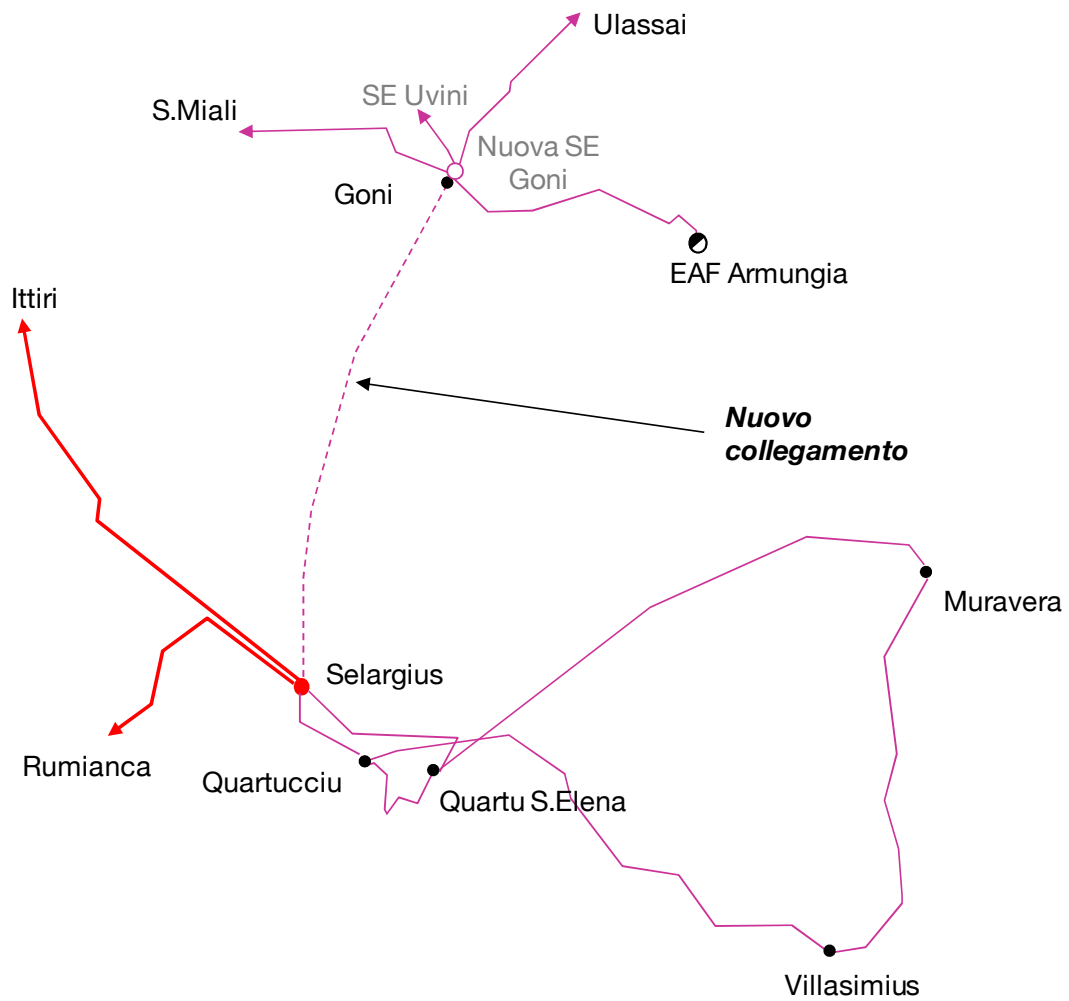 Ulassai
SE Uvini
S.Miali
Nuova SE
Goni
Goni
EAF Armungia
Ittiri
Nuovo
collegamento
Muravera
Selargius
Rumianca
Quartucciu
Quartu S.Elena
Villasimius